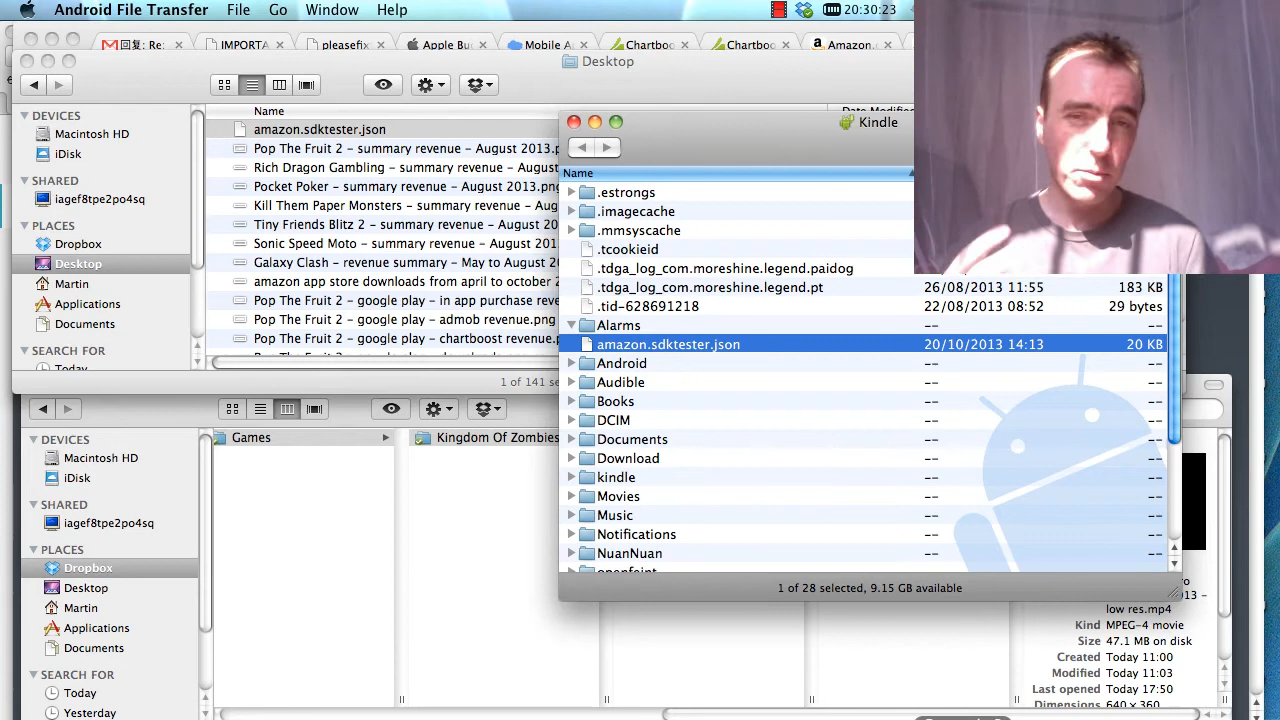 Android File Transfer File Go Window Help 20:30:23
回复: Re: IMPORTA pleasefix Apple Bu Mobile A Chartboo Chartboo Amazon.c
Desktop
DEVICES
Macintosh HD
iDisk
SHARED
iagef8tpe2po4sq
PLACES
Dropbox
Desktop
Martin
Applications
Documents
SEARCH FOR
Name
amazon.sdktester.json
Pop The Fruit 2 - summary revenue - August 2013.p
Rich Dragon Gambling - summary revenue - August
Pocket Poker - summary revenue - August 2013.png
Kill Them Paper Monsters - summary revenue - Augu
Tiny Friends Blitz 2 - summary revenue - August 201
Sonic Speed Moto - summary revenue - August 201
Galaxy Clash - revenue summary - May to August 20
amazon app store downloads from april to october 2
Pop The Fruit 2 - google play - in app purchase reve
Pop The Fruit 2 - google play - admob revenue.png
Pop The Fruit 2 - google play - chartboost revenue.p
1 of 141 se
Kindle
Name
.estrongs
.imagecache
.mmsyscache
.tcookieid
.tdga_log_com.moreshine.legend.paidog
.tdga_log_com.moreshine.legend.pt 26/08/2013 11:55 183 KB
.tid-628691218 22/08/2013 08:52 29 bytes
Alarms -- --
amazon.sdktester.json 20/10/2013 14:13 20 KB
Android -- --
Audible -- --
Books -- --
DCIM -- --
Documents -- --
Download -- --
kindle -- --
Movies -- --
Music -- --
Notifications -- --
NuanNuan -- --
1 of 28 selected, 9.15 GB available
DEVICES
Macintosh HD
iDisk
SHARED
iagef8tpe2po4sq
PLACES
Dropbox
Desktop
Martin
Applications
Documents
SEARCH FOR
Today
Yesterday
Games
Kingdom Of Zombies
low res.mp4
Kind MPEG-4 movie
Size 47.1 MB on disk
Created Today 11:00
Modified Today 11:03
Last opened Today 17:50
Dimensions 640×360